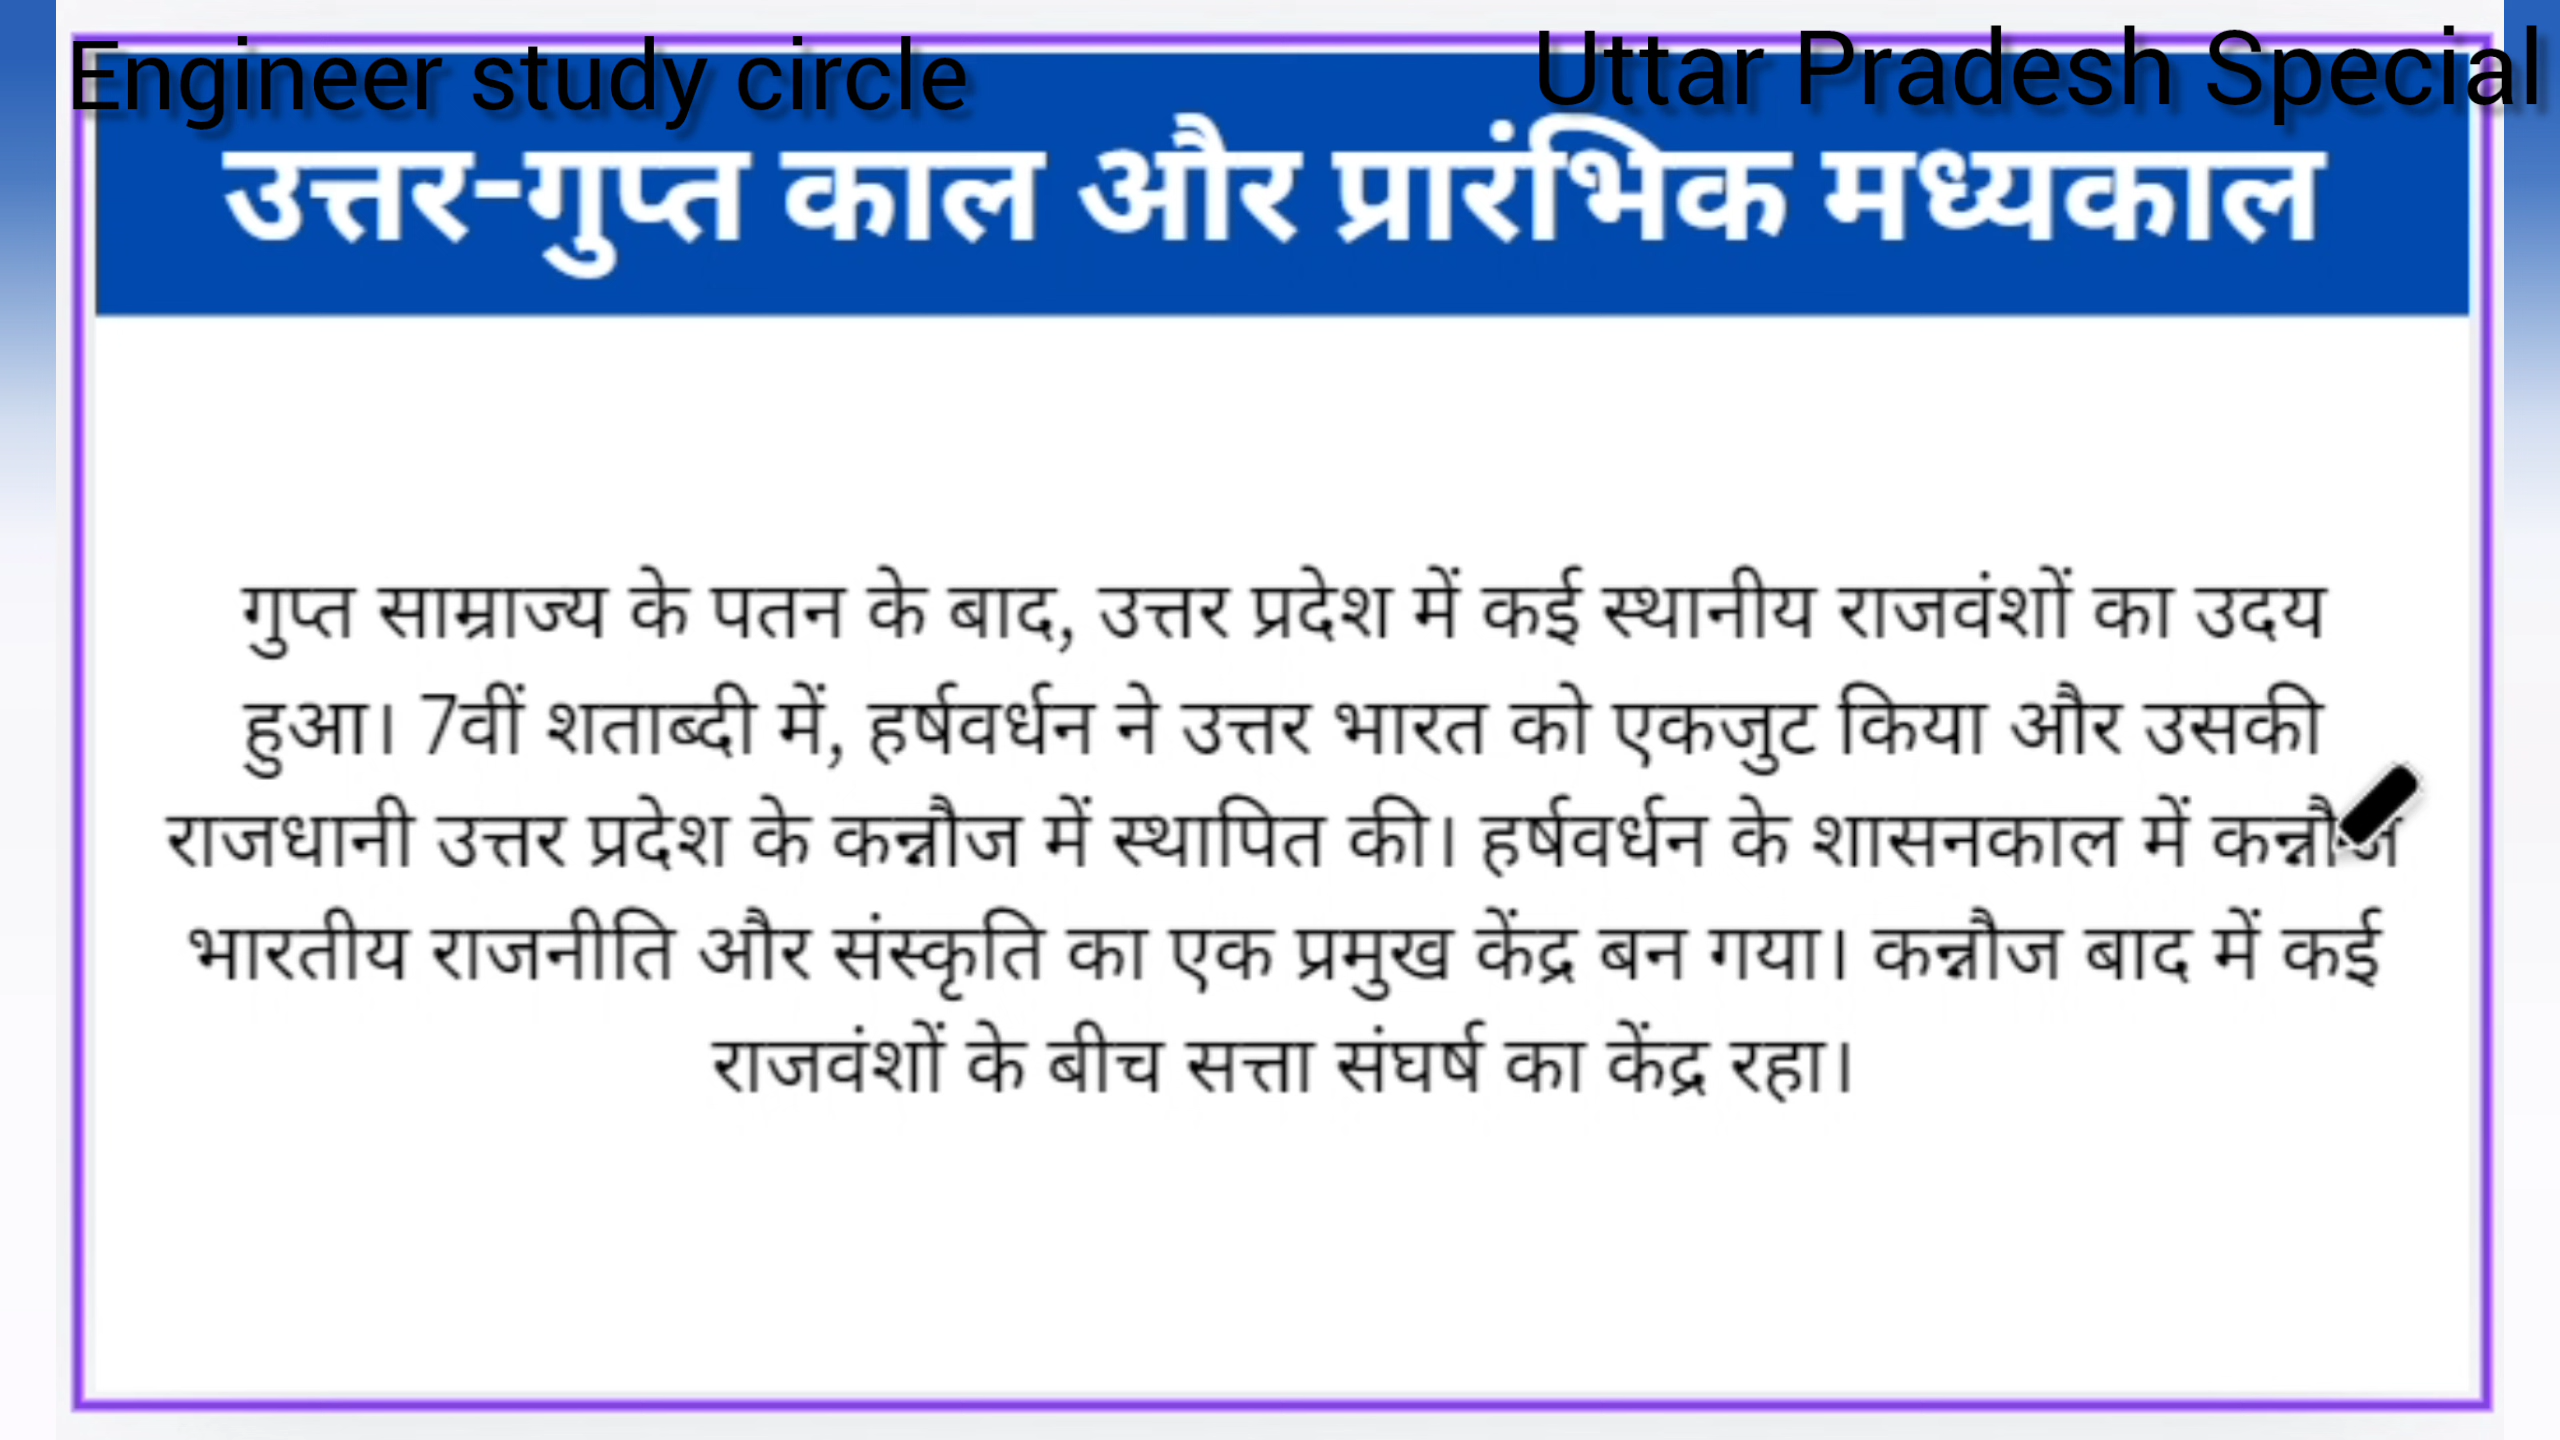 Engineer study circle
Uttar Pradesh Special
उत्तर-गुप्त काल और प्रारंभिक मध्यकाल
गुप्त साम्राज्य के पतन के बाद, उत्तर प्रदेश में कई स्थानीय राजवंशों का उदय
हुआ। 7वीं शताब्दी में, हर्षवर्धन ने उत्तर भारत को एकजुट किया और उसकी
राजधानी उत्तर प्रदेश के कन्नौज में स्थापित की। हर्षवर्धन के शासनकाल में कन्नौज
भारतीय राजनीति और संस्कृति का एक प्रमुख केंद्र बन गया। कन्नौज बाद में कई
राजवंशों के बीच सत्ता संघर्ष का केंद्र रहा।